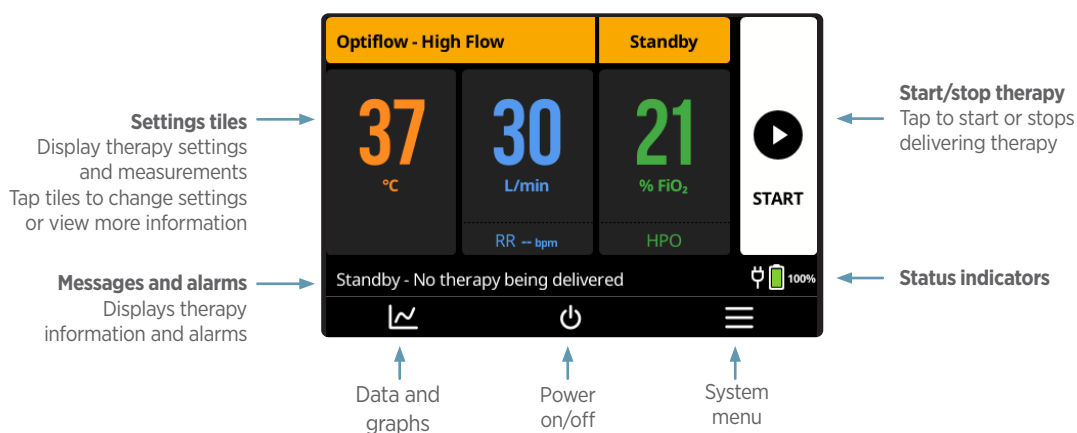 Optiflow - High Flow
Standby
37
°C
30
L/min
RR -- bpm
21
% FiO₂
HPO
START
Standby - No therapy being delivered
100%
Settings tiles
Display therapy settings
and measurements
Tap tiles to change settings
or view more information
Messages and alarms
Displays therapy
information and alarms
Start/stop therapy
Tap to start or stops
delivering therapy
Status indicators
Data and
graphs
Power
on/off
System
menu